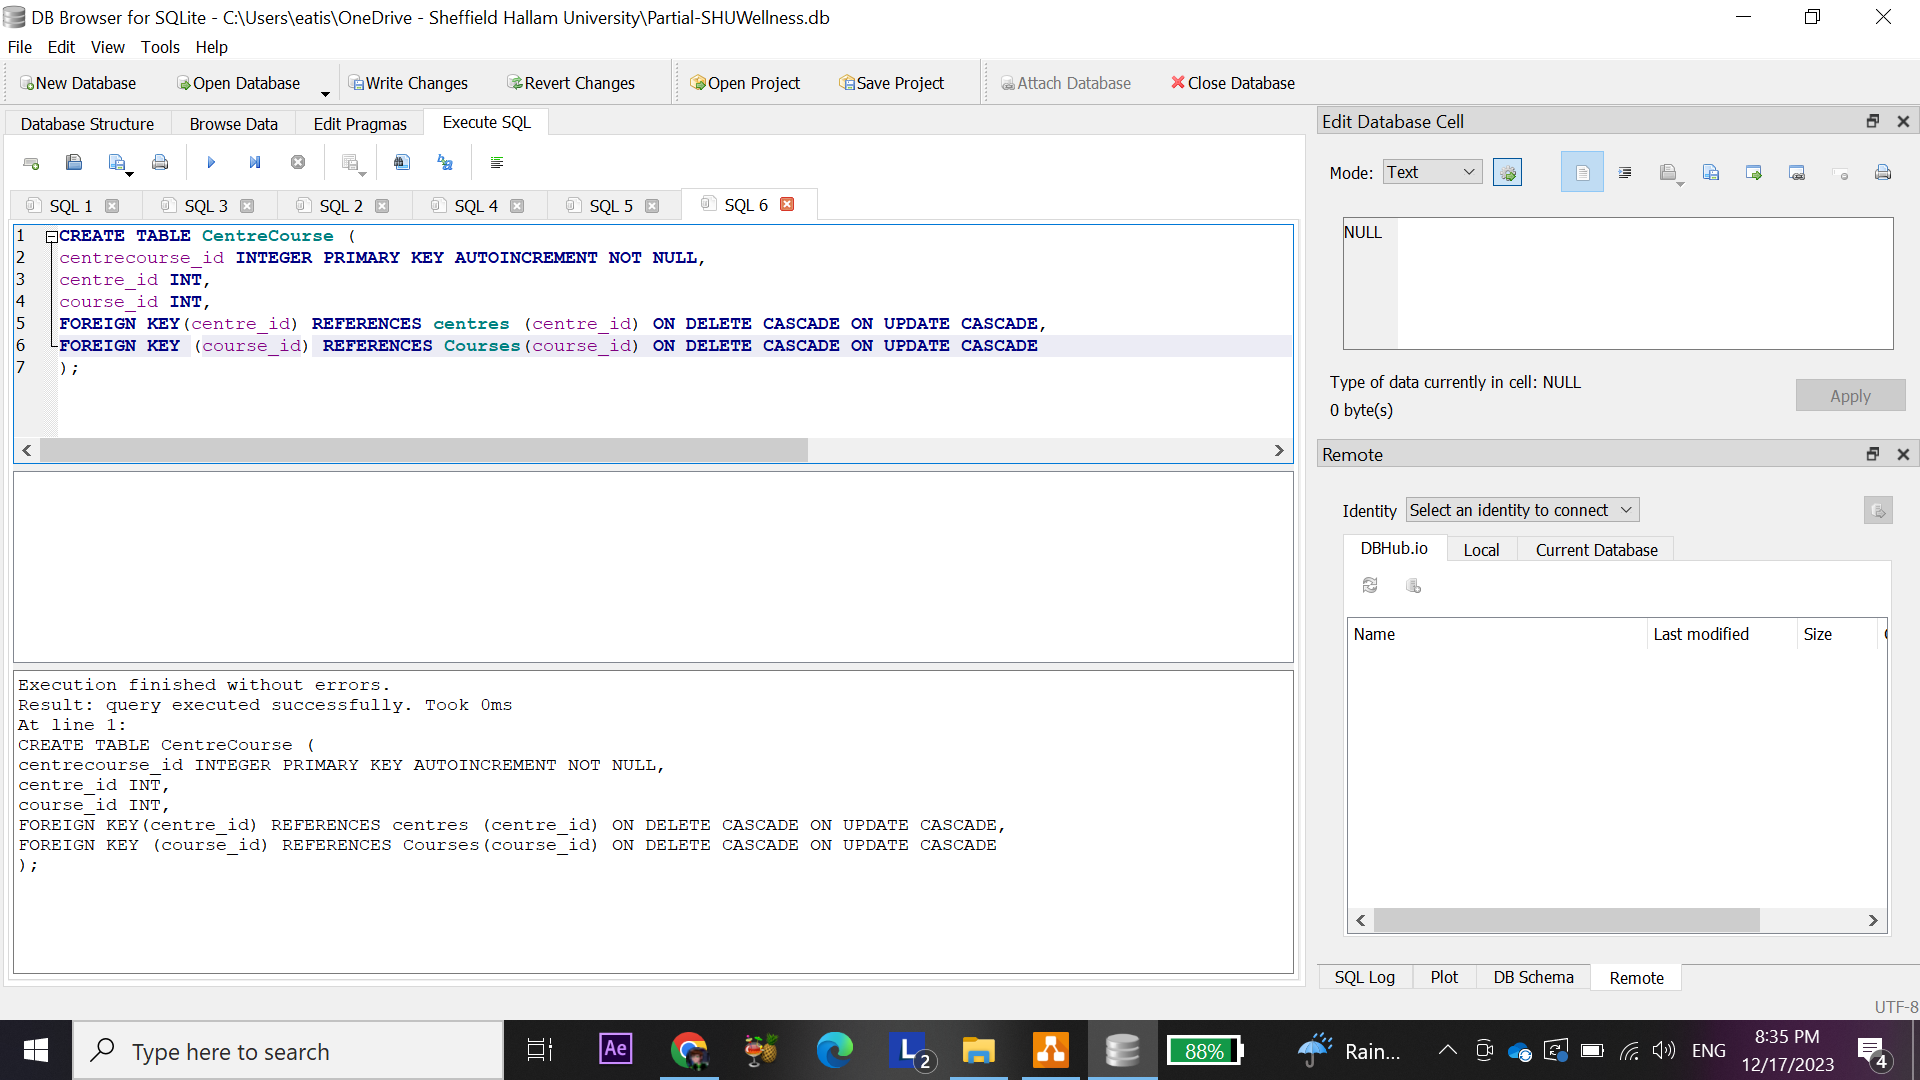 DB Browser for SQLite - C:\Users\eatis\OneDrive - Sheffield Hallam University\Partial-SHUWellness.db
File Edit View Tools Help
New Database Open Database Write Changes Revert Changes Open Project Save Project Attach Database Close Database
Database Structure Browse Data Edit Pragmas Execute SQL
SQL 1 SQL 3 SQL 2 SQL 4 SQL 5 SQL 6
1 CREATE TABLE CentreCourse (
2 centrecourse_id INTEGER PRIMARY KEY AUTOINCREMENT NOT NULL,
3 centre_id INT,
4 course_id INT,
5 FOREIGN KEY(centre_id) REFERENCES centres (centre_id) ON DELETE CASCADE ON UPDATE CASCADE,
6 FOREIGN KEY (course_id) REFERENCES Courses(course_id) ON DELETE CASCADE ON UPDATE CASCADE
7 );
Execution finished without errors.
Result: query executed successfully. Took 0ms
At line 1:
CREATE TABLE CentreCourse (
centrecourse_id INTEGER PRIMARY KEY AUTOINCREMENT NOT NULL,
centre_id INT,
course_id INT,
FOREIGN KEY(centre_id) REFERENCES centres (centre_id) ON DELETE CASCADE ON UPDATE CASCADE,
FOREIGN KEY (course_id) REFERENCES Courses(course_id) ON DELETE CASCADE ON UPDATE CASCADE
);
Edit Database Cell
Mode: Text
NULL
Type of data currently in cell: NULL
0 byte(s)
Apply
Remote
Identity Select an identity to connect
DBHub.io Local Current Database
Name Last modified Size
SQL Log Plot DB Schema Remote
UTF-8
Type here to search
Ae
L 2
88%
Rain...
ENG
8:35 PM
12/17/2023
4